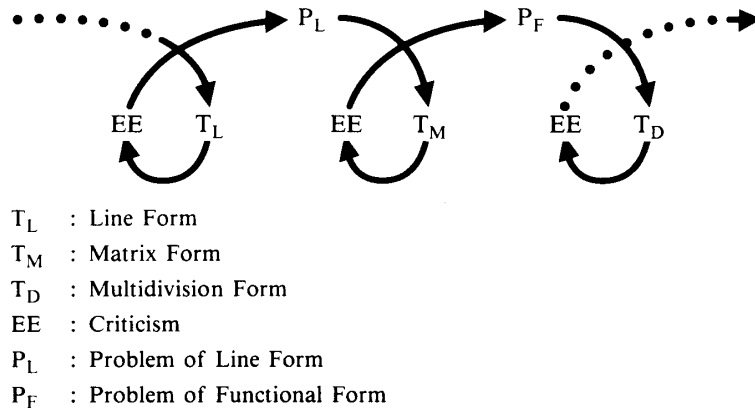 P_L P_F
EE T_L EE T_M EE T_D
T_L : Line Form
T_M : Matrix Form
T_D : Multidivision Form
EE : Criticism
P_L : Problem of Line Form
P_F : Problem of Functional Form